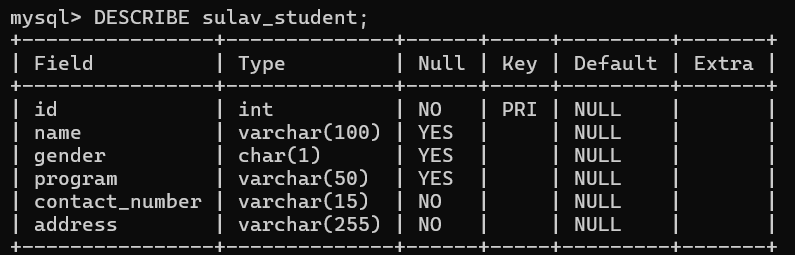 mysql> DESCRIBE sulav_student;
+----------------+--------------+------+-----+---------+-------+
| Field          | Type         | Null | Key | Default | Extra |
+----------------+--------------+------+-----+---------+-------+
| id             | int          | NO   | PRI | NULL    |       |
| name           | varchar(100) | YES  |     | NULL    |       |
| gender         | char(1)      | YES  |     | NULL    |       |
| program        | varchar(50)  | YES  |     | NULL    |       |
| contact_number | varchar(15)  | NO   |     | NULL    |       |
| address        | varchar(255) | NO   |     | NULL    |       |
+----------------+--------------+------+-----+---------+-------+